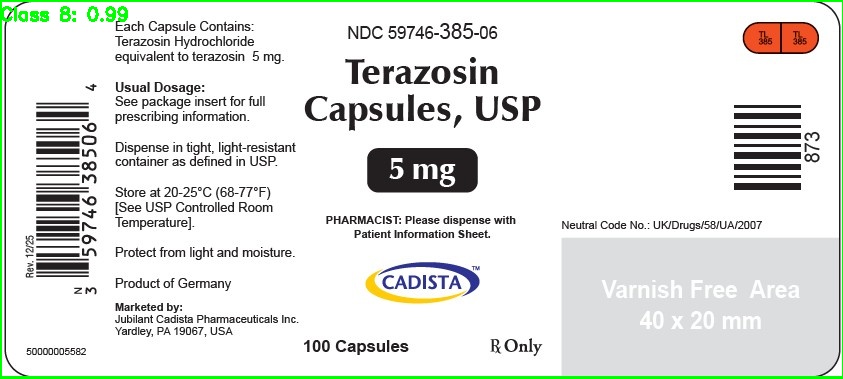 Class 8: 0.99
Each Capsule Contains:
Terazosin Hydrochloride
equivalent to terazosin 5 mg.
Usual Dosage:
See package insert for full
prescribing information.
Dispense in tight, light-resistant
container as defined in USP.
Store at 20-25°C (68-77°F)
[See USP Controlled Room
Temperature].
Protect from light and moisture.
Product of Germany
Marketed by:
Jubilant Cadista Pharmaceuticals Inc.
Yardley, PA 19067, USA
50000005582
Rev. 12/25
N
3 59746 38506 4
NDC 59746-385-06
Terazosin
Capsules, USP
5 mg
PHARMACIST: Please dispense with
Patient Information Sheet.
CADISTA™
100 Capsules
℞ Only
TL
385
TL
385
873
Neutral Code No.: UK/Drugs/58/UA/2007
Varnish Free Area
40 x 20 mm